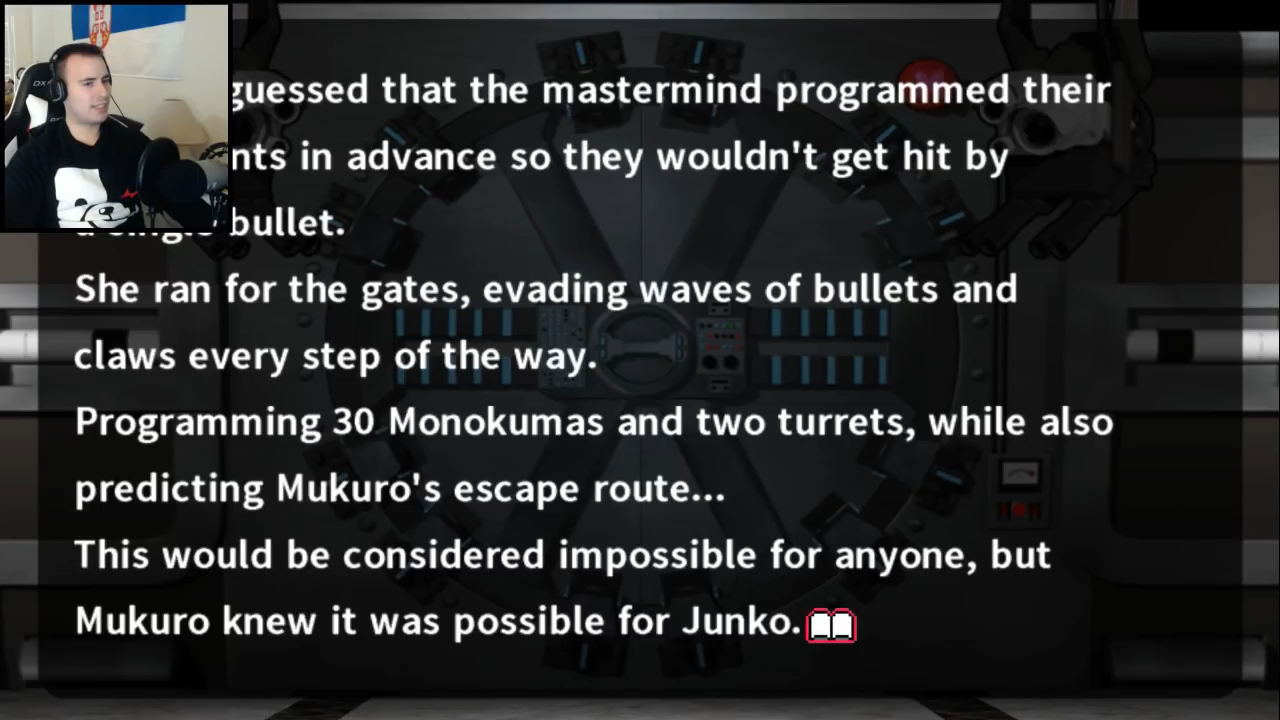 guessed that the mastermind programmed their
nts in advance so they wouldn't get hit by
a single bullet.
She ran for the gates, evading waves of bullets and
claws every step of the way.
Programming 30 Monokumas and two turrets, while also
predicting Mukuro's escape route...
This would be considered impossible for anyone, but
Mukuro knew it was possible for Junko.